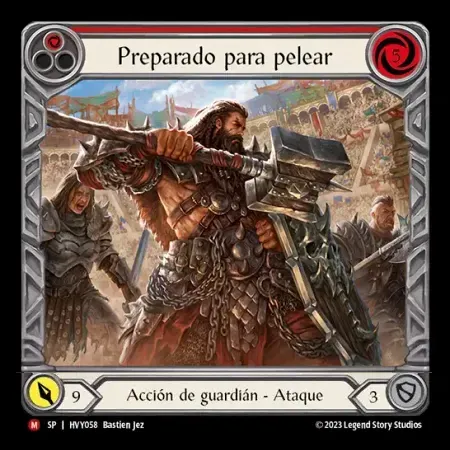 Preparado para pelear
5
9
Acción de guardián - Ataque
3
M SP | HVY058 Bastien Jez
© 2023 Legend Story Studios